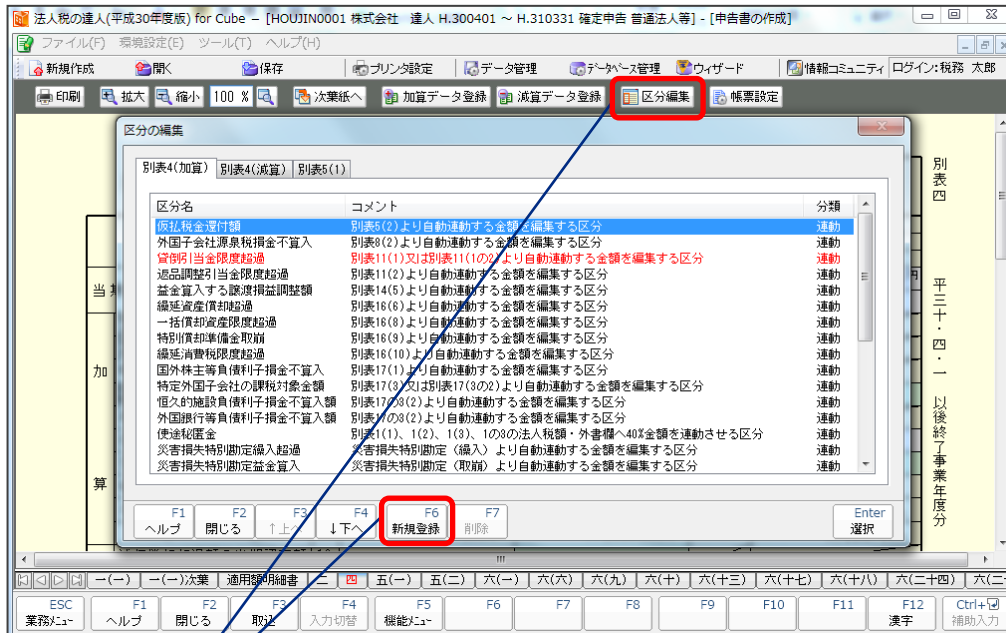 法人税の達人(平成30年度版) for Cube － [HOUJIN0001 株式会社　達人 H.300401 ～ H.310331 確定申告 普通法人等] - [申告書の作成]
ファイル(F) 環境設定(E) ツール(T) ヘルプ(H)
新規作成 開く 保存 プリンタ設定 データ管理 データベース管理 ウィザード 情報コミュニティ ログイン:税務 太郎
印刷 拡大 縮小 100 % 次葉紙へ 加算データ登録 減算データ登録 区分編集 帳票設定
区分の編集
別表4(加算) 別表4(減算) 別表5(1)
区分名 コメント 分類
仮払税金還付額 別表5(2)より自動連動する金額を編集する区分 連動
外国子会社源泉税損金不算入 別表8(2)より自動連動する金額を編集する区分 連動
貸倒引当金限度超過 別表11(1)又は別表11(1の2)より自動連動する金額を編集する区分 連動
返品調整引当金限度超過 別表11(2)より自動連動する金額を編集する区分 連動
益金算入する譲渡損益調整額 別表14(5)より自動連動する金額を編集する区分 連動
繰延資産償却超過 別表16(6)より自動連動する金額を編集する区分 連動
一括償却資産限度超過 別表16(8)より自動連動する金額を編集する区分 連動
特別償却準備金取崩 別表16(9)より自動連動する金額を編集する区分 連動
繰延消費税限度超過 別表16(10)より自動連動する金額を編集する区分 連動
国外株主等負債利子損金不算入 別表17(1)より自動連動する金額を編集する区分 連動
特定外国子会社の課税対象金額 別表17(3)又は別表17(3の2)より自動連動する金額を編集する区分 連動
恒久的施設負債利子損金不算入額 別表17の3(2)より自動連動する金額を編集する区分 連動
外国銀行等負債利子損金不算入額 別表17の3(2)より自動連動する金額を編集する区分 連動
使途秘匿金 別表1(1)、1(2)、1(3)、1の3の法人税額・外書欄へ40%金額を連動させる区分 連動
災害損失特別勘定繰入超過 災害損失特別勘定（繰入）より自動連動する金額を編集する区分 連動
災害損失特別勘定益金算入 災害損失特別勘定（取崩）より自動連動する金額を編集する区分 連動
F1 F2 F3 F4 F6 F7 Enter
ヘルプ 閉じる ↑上へ ↓下へ 新規登録 削除 選択
当
加
算
別表四
平三十・四・一 以後終了事業年度分
一(一) 一(一)次葉 適用額明細書 二 四 五(一) 五(二) 六(一) 六(六) 六(九) 六(十) 六(十三) 六(十七) 六(十八) 六(二十四) 六(二
ESC F1 F2 F3 F4 F5 F6 F7 F8 F9 F10 F11 F12 Ctrl+
業務ﾒﾆｭｰ ヘルプ 閉じる 取込 入力切替 機能ﾒﾆｭｰ 漢字 補助入力